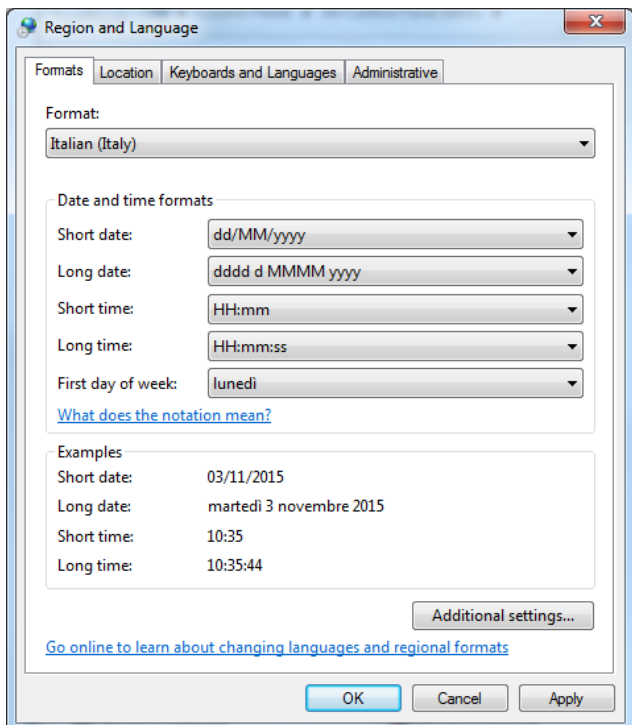 Region and Language
Formats Location Keyboards and Languages Administrative
Format:
Italian (Italy)
Date and time formats
Short date: dd/MM/yyyy
Long date: dddd d MMMM yyyy
Short time: HH:mm
Long time: HH:mm:ss
First day of week: lunedì
What does the notation mean?
Examples
Short date: 03/11/2015
Long date: martedì 3 novembre 2015
Short time: 10:35
Long time: 10:35:44
Additional settings...
Go online to learn about changing languages and regional formats
OK Cancel Apply